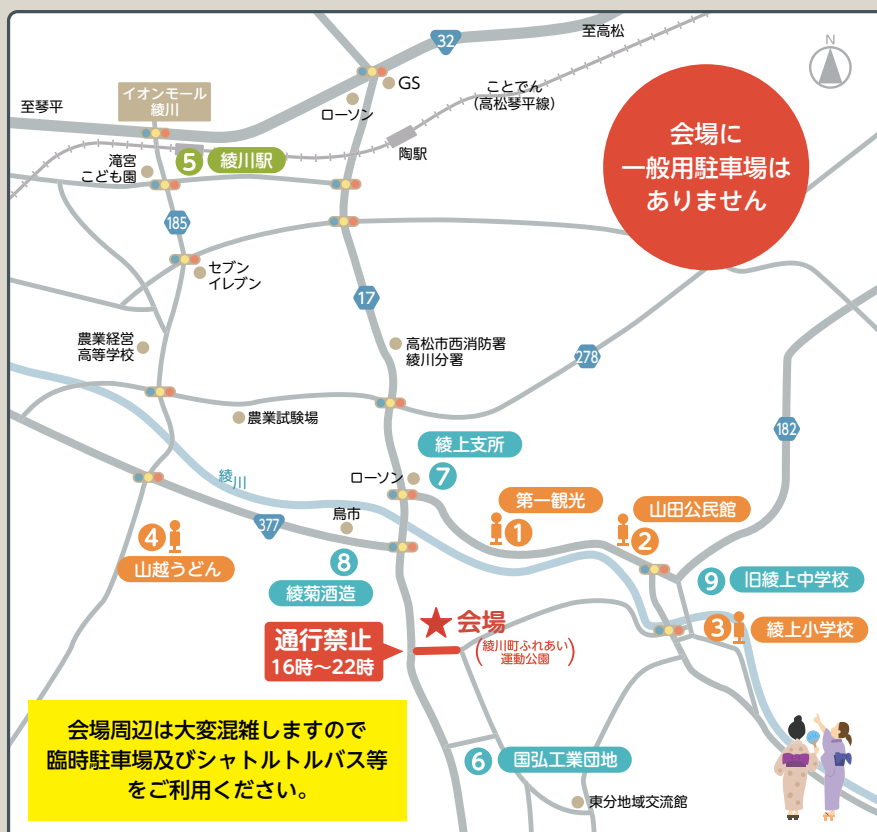 32
至高松
N
GS
ことでん
(高松琴平線)
イオンモール
綾川
至琴平
ローソン
陶駅
会場に
一般用駐車場は
ありません
滝宮
こども園
5
綾川駅
185
セブン
イレブン
17
農業経営
高等学校
高松市西消防署
綾川分署
278
農業試験場
182
綾上支所
7
綾川
ローソン
第一観光
1
山田公民館
2
鳥市
377
4
山越うどん
8
綾菊酒造
9
旧綾上中学校
3
綾上小学校
会場
(綾川町ふれあい
運動公園)
通行禁止
16時〜22時
会場周辺は大変混雑しますので
臨時駐車場及びシャトルトルバス等
をご利用ください。
6
国弘工業団地
東分地域交流館